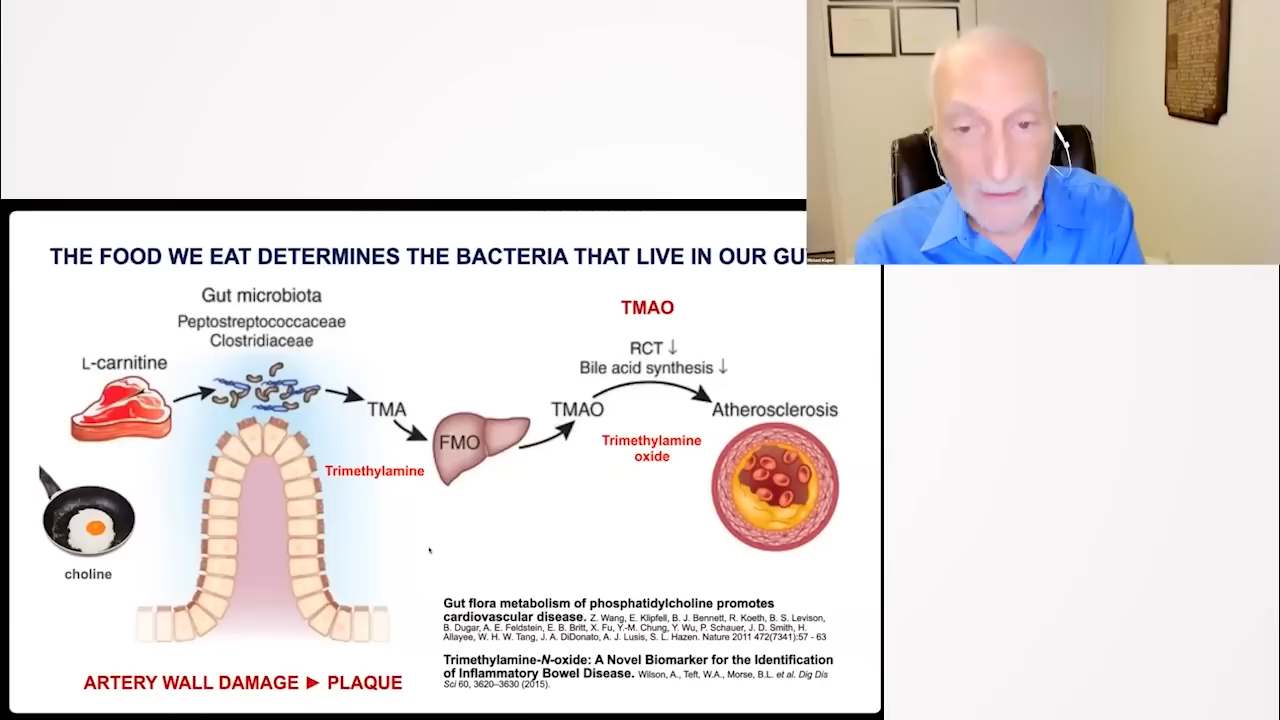 THE FOOD WE EAT DETERMINES THE BACTERIA THAT LIVE IN OUR GU
Gut microbiota
Peptostreptococcaceae
Clostridiaceae
L-carnitine
choline
TMA
Trimethylamine
FMO
TMAO
TMAO
RCT ↓
Bile acid synthesis ↓
Trimethylamine
oxide
Atherosclerosis
Gut flora metabolism of phosphatidylcholine promotes
cardiovascular disease. Z. Wang, E. Klipfell, B. J. Bennett, R. Koeth, B. S. Levison,
B. Dugar, A. E. Feldstein, E. B. Britt, X. Fu, Y.-M. Chung, Y. Wu, P. Schauer, J. D. Smith, H.
Allayee, W. H. W. Tang, J. A. DiDonato, A. J. Lusis, S. L. Hazen. Nature 2011 472(7341):57 - 63
Trimethylamine-N-oxide: A Novel Biomarker for the Identification
of Inflammatory Bowel Disease. Wilson, A., Teft, W.A., Morse, B.L. et al. Dig Dis
Sci 60, 3620–3630 (2015).
ARTERY WALL DAMAGE ► PLAQUE
Michael Klaper